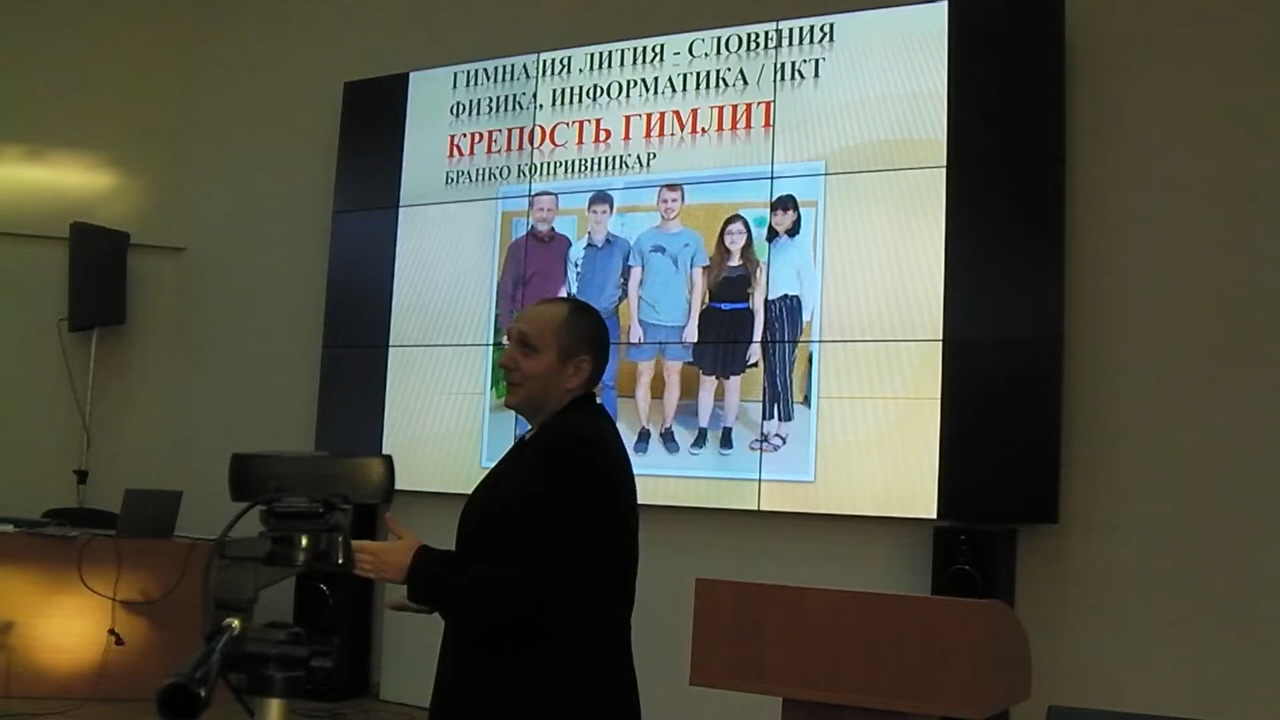 ГИМНАЗИЯ ЛИТИЯ - СЛОВЕНИЯ
ФИЗИКА, ИНФОРМАТИКА / ИКТ
КРЕПОСТЬ ГИМЛИТ
БРАНКО КОПРИВНИКАР